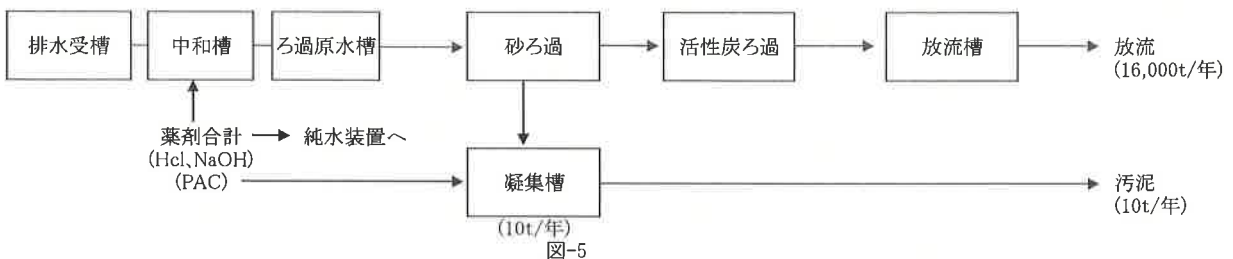 排水受槽
中和槽
ろ過原水槽
砂ろ過
活性炭ろ過
放流槽
放流
(16,000t/年)
薬剤合計
純水装置へ
(Hcl、NaOH)
(PAC)
凝集槽
(10t/年)
汚泥
(10t/年)
図-5